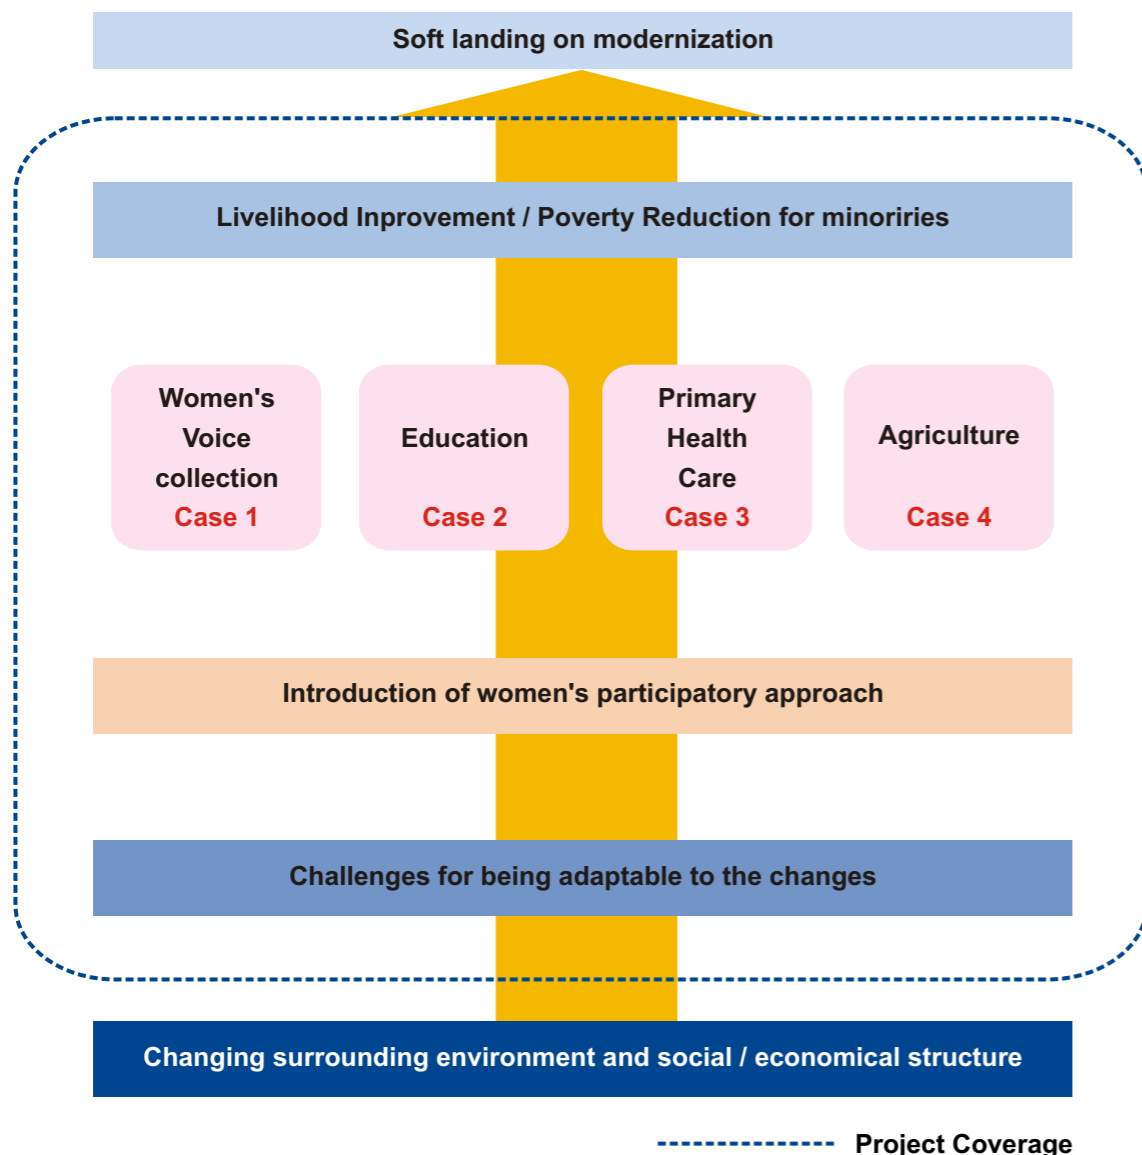 Soft landing on modernization
Livelihood Inprovement / Poverty Reduction for minoriries
Women's
Voice
collection
Case 1
Education
Case 2
Primary
Health
Care
Case 3
Agriculture
Case 4
Introduction of women's participatory approach
Challenges for being adaptable to the changes
Changing surrounding environment and social / economical structure
Project Coverage